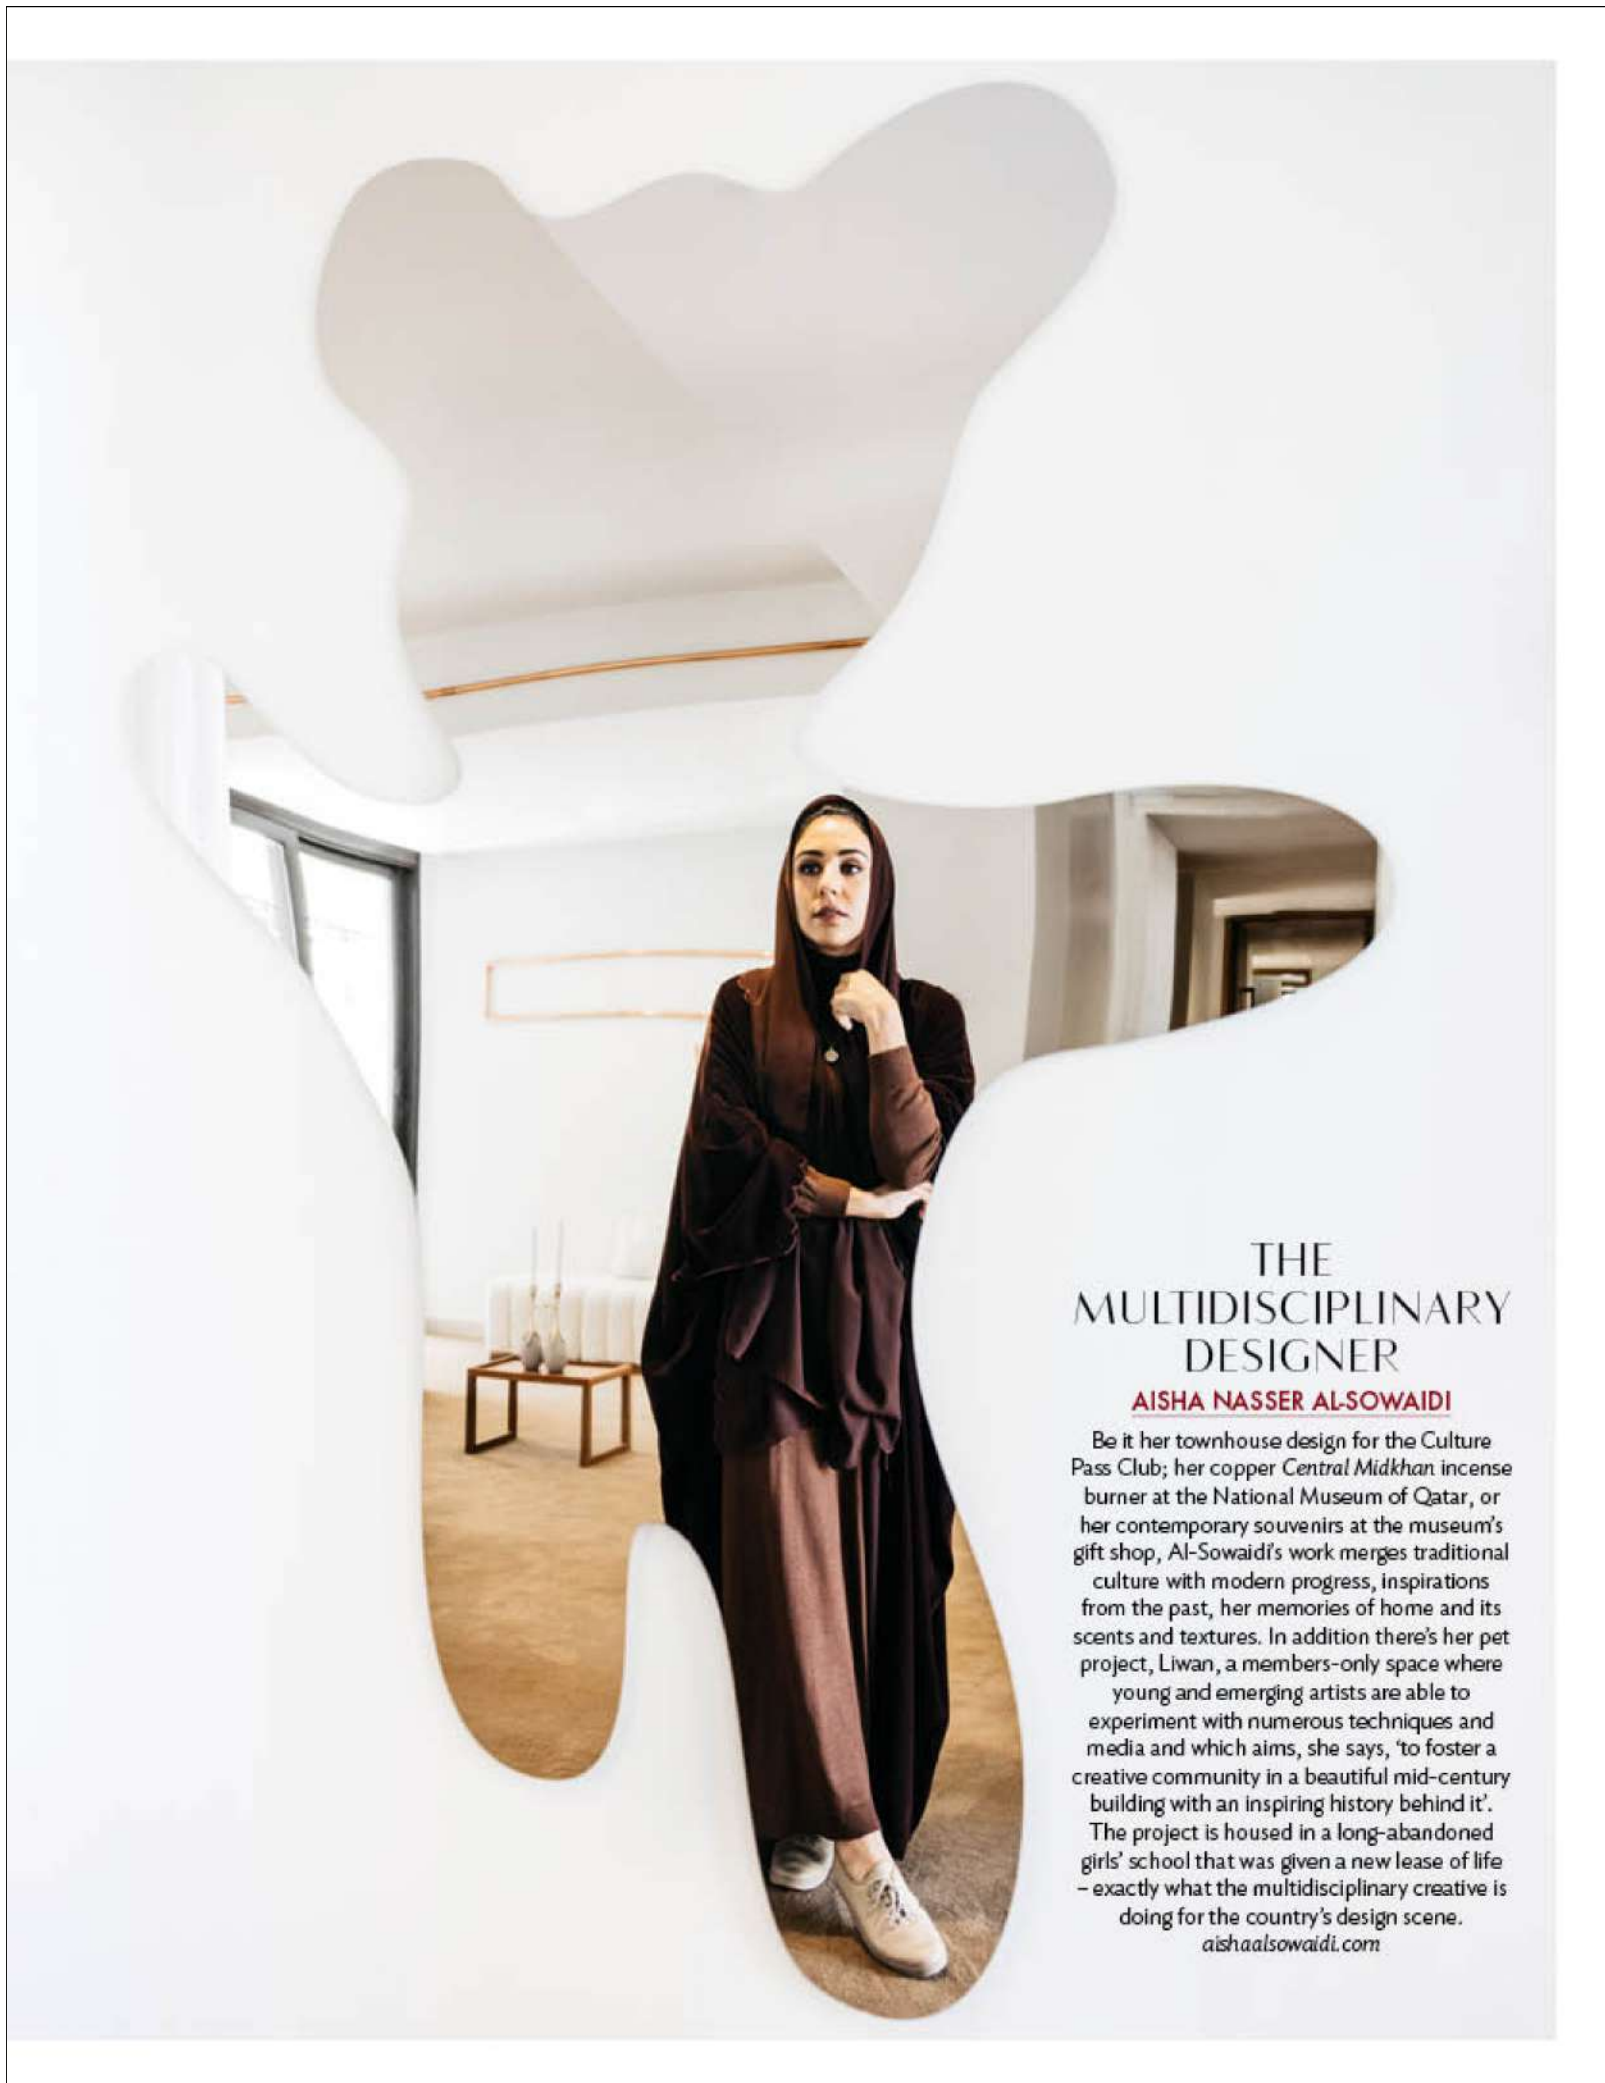 THE
MULTIDISCIPLINARY
DESIGNER
AISHA NASSER AL-SOWAIDI
Be it her townhouse design for the Culture
Pass Club; her copper Central Midkhan incense
burner at the National Museum of Qatar, or
her contemporary souvenirs at the museum's
gift shop, Al-Sowaidi's work merges traditional
culture with modern progress, inspirations
from the past, her memories of home and its
scents and textures. In addition there's her pet
project, Liwan, a members-only space where
young and emerging artists are able to
experiment with numerous techniques and
media and which aims, she says, ‘to foster a
creative community in a beautiful mid-century
building with an inspiring history behind it’.
The project is housed in a long-abandoned
girls’ school that was given a new lease of life
– exactly what the multidisciplinary creative is
doing for the country’s design scene.
aishaalsowaidi.com